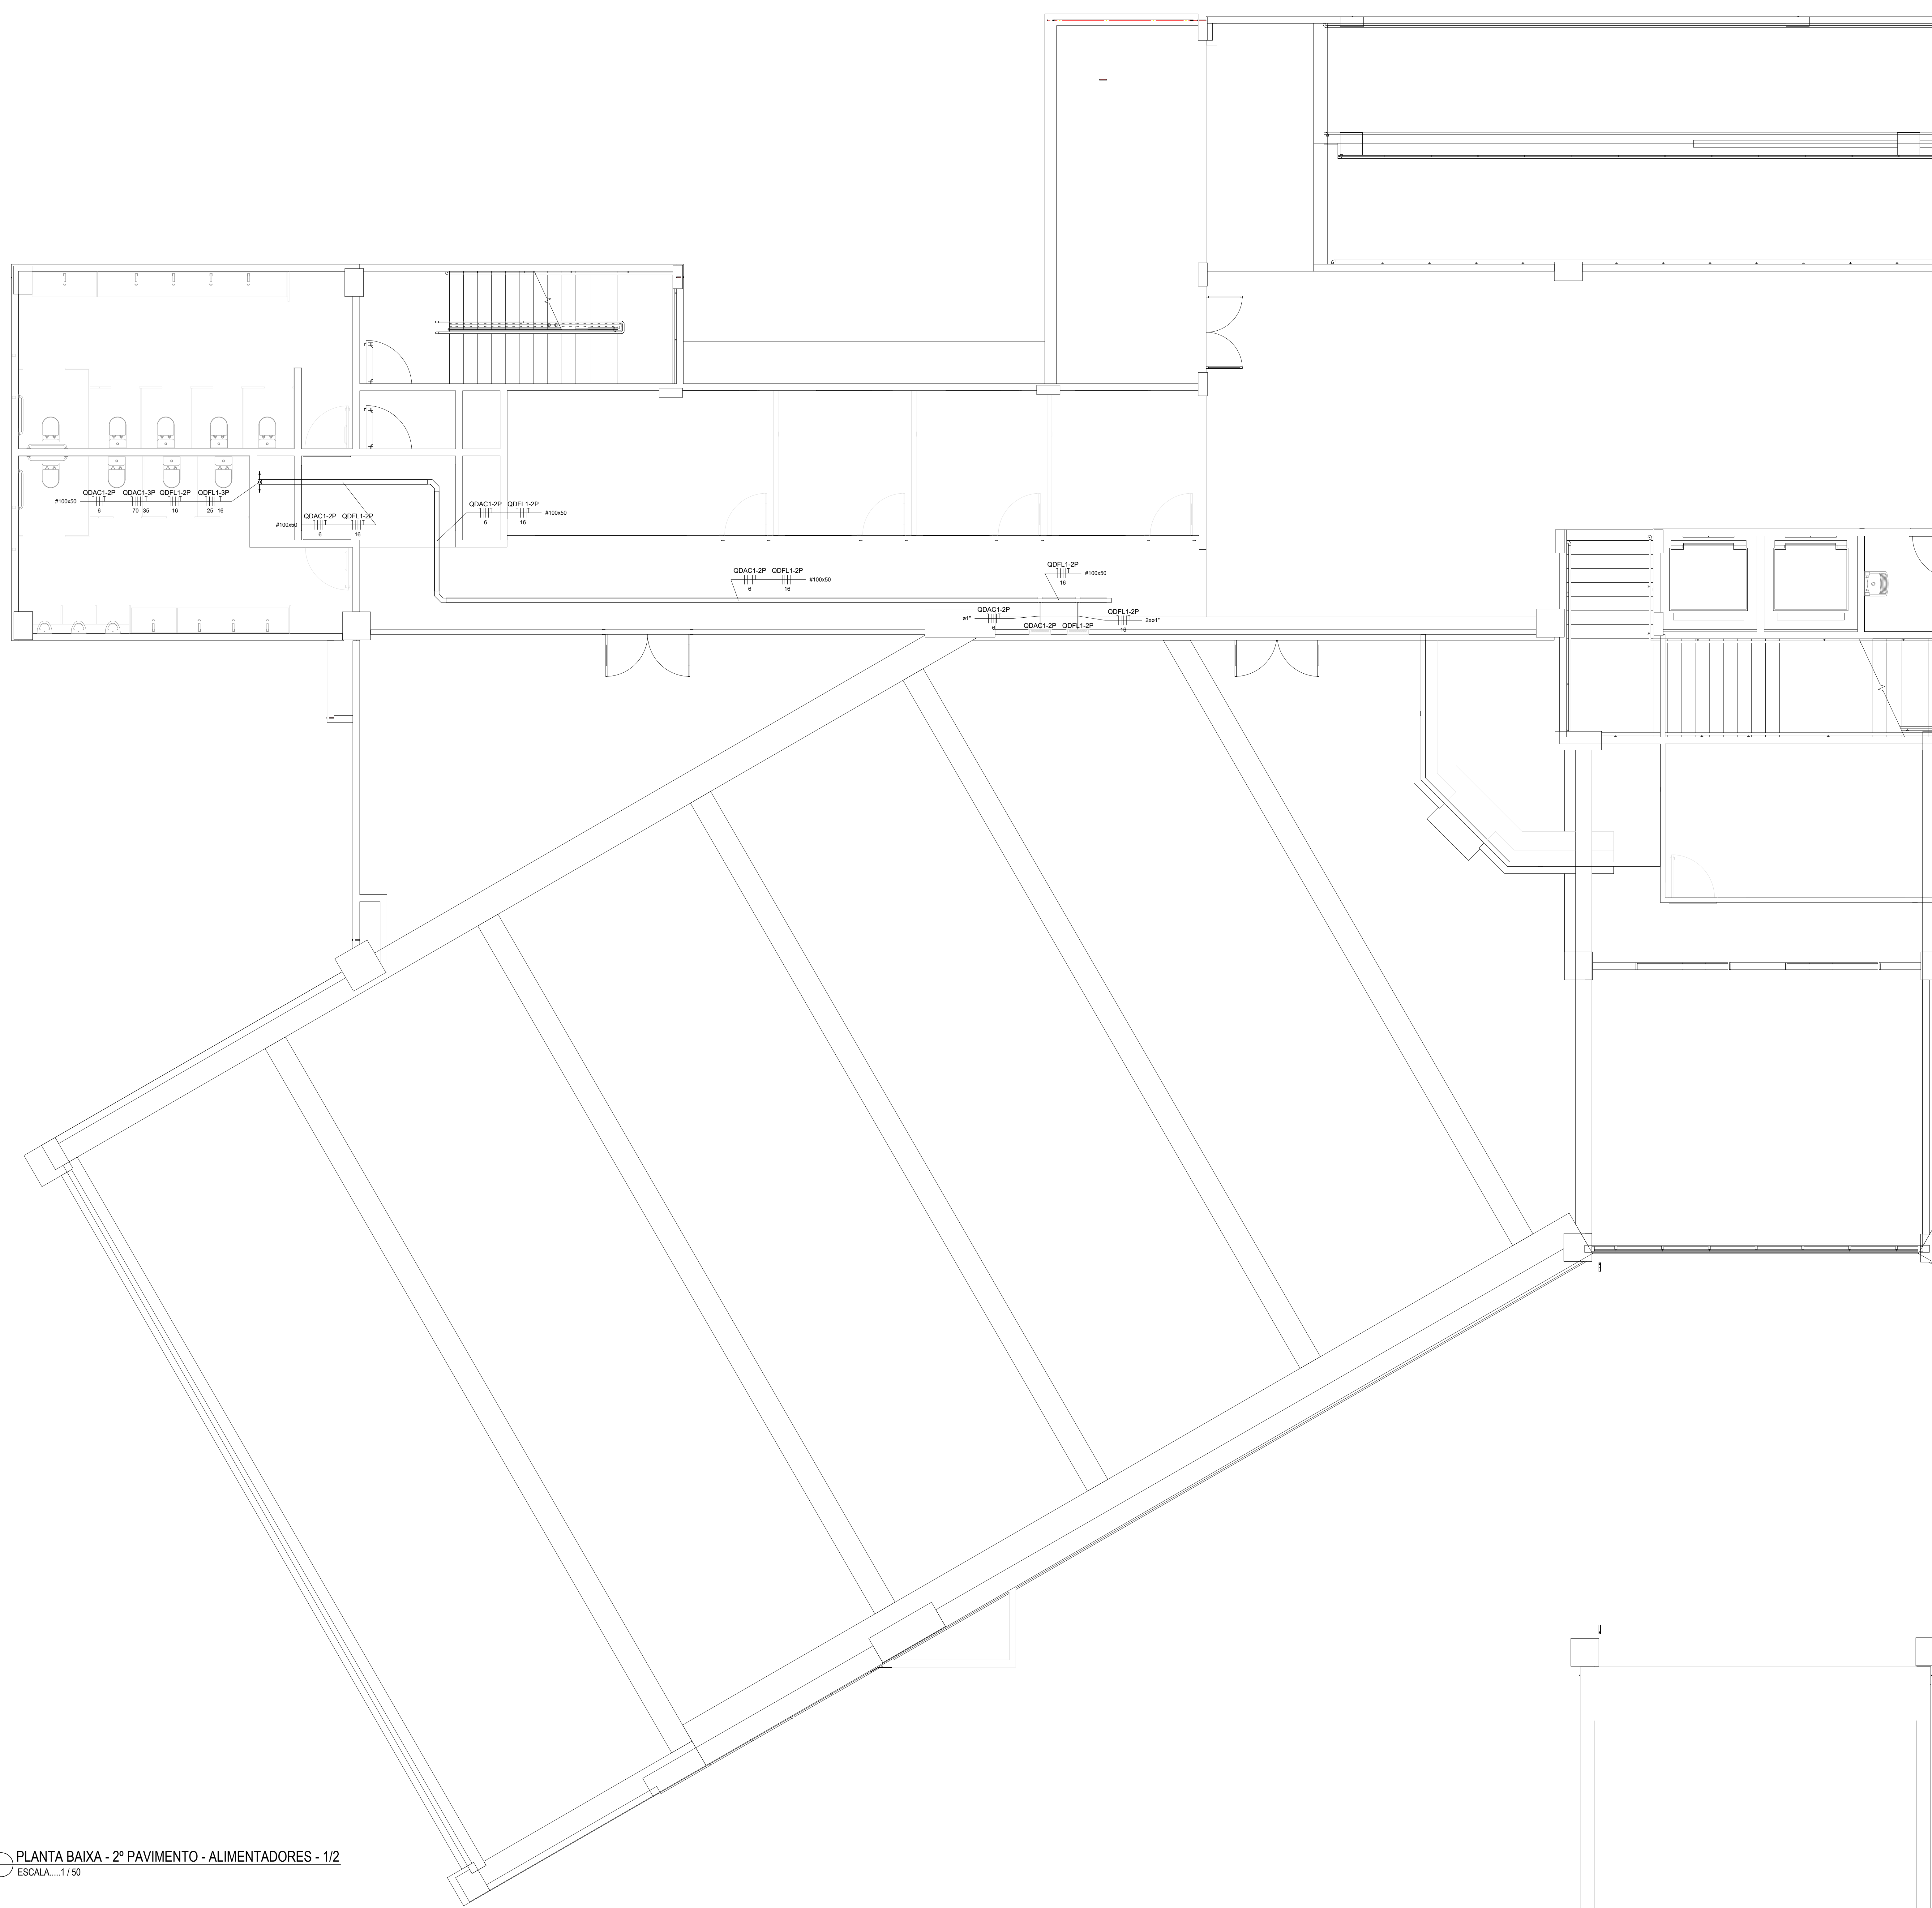 QDAC1-2P QDAC1-3P QDFL1-2P QDFL1-3P
#100x50 T T T T
6 70 35 16 25 16
QDAC1-2P QDFL1-2P
#100x50 T T
6 16
QDAC1-2P QDFL1-2P
T T #100x50
6 16
QDAC1-2P QDFL1-2P
T T #100x50
6 16
QDFL1-2P
T #100x50
16
QDAC1-2P
ø1" T
6
QDFL1-2P
T 2xø1"
16
QDAC1-2P QDFL1-2P
PLANTA BAIXA - 2º PAVIMENTO - ALIMENTADORES - 1/2
ESCALA.....1 / 50